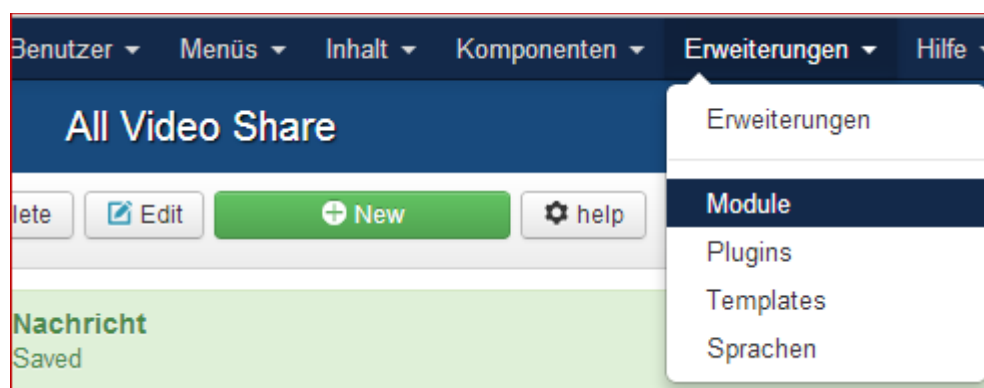 Benutzer Menüs Inhalt Komponenten Erweiterungen Hilfe
All Video Share
Erweiterungen
lete Edit New help
Module
Plugins
Templates
Sprachen
Nachricht
Saved